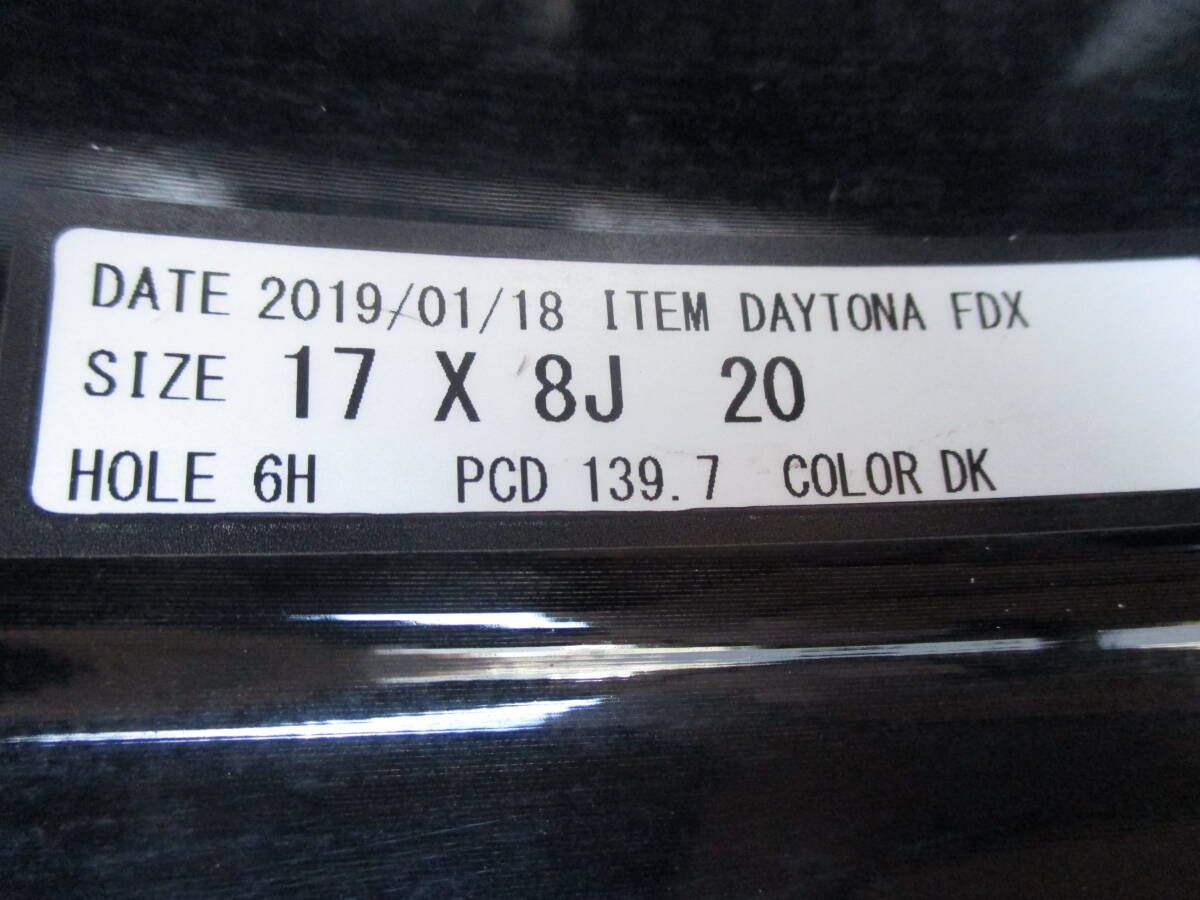 DATE 2019/01/18 ITEM DAYTONA FDX
SIZE 17 X 8J 20
HOLE 6H PCD 139.7 COLOR DK